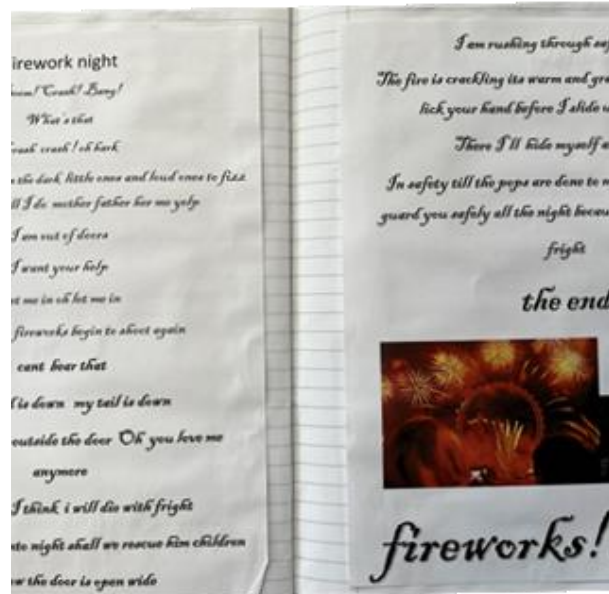 irework night
Crash! Bang!
What's that
crash! oh hark
the dark little ones and loud ones to fizz
ll I do mother father hear me yelp
I am out of doors
I want your help
et me in oh let me in
fireworks begin to shoot again
cant bear that
is down my tail is down
outside the door Oh you love me
anymore
I think i will die with fright
night shall we rescue him children
the door is open wide
I am rushing through saf
The fire is crackling its warm and gr
lick your hand before I slide
There I'll hide myself a
In safety till the pops are done to
guard you safely all the night becau
fright
the end
fireworks!